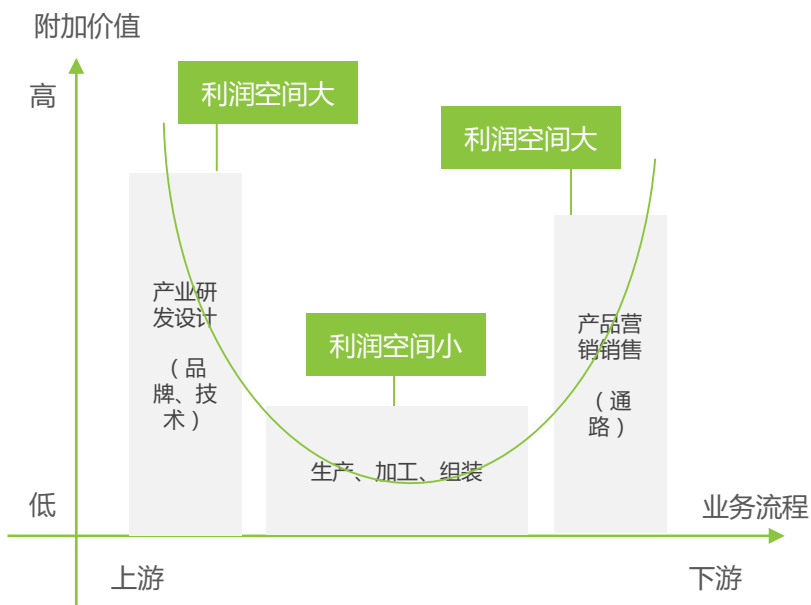 附加价值
高
利润空间大
利润空间大
产业研
发设计
（品
牌、技
术）
利润空间小
产品营
销销售
（通
路）
生产、加工、组装
低
业务流程
上游
下游